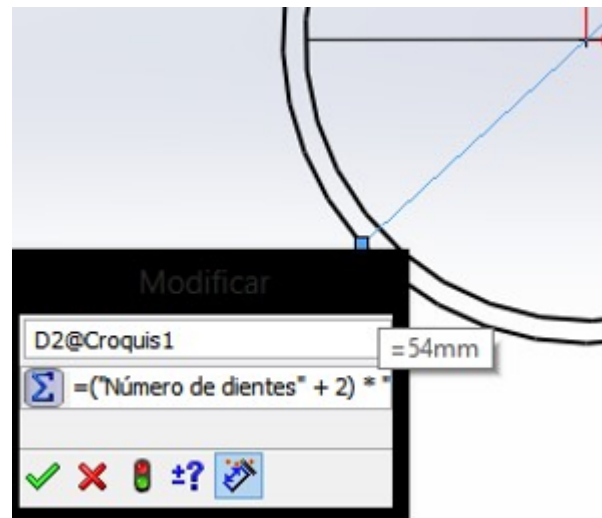 Modificar
D2@Croquis1
=54mm
Σ =("Número de dientes" + 2) * "
±?